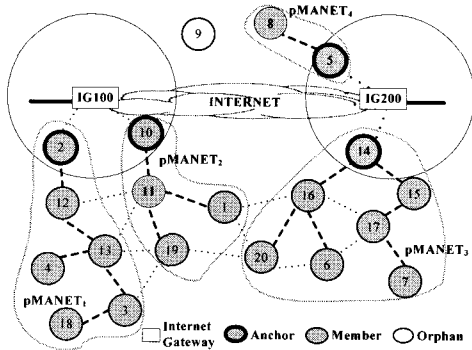 8
pMANET4
9
5
IG100
INTERNET
IG200
10
2
pMANET2
14
11
12
1
16
15
17
13
19
4
20
6
pMANET3
7
pMANET1
3
18
Internet Gateway
Anchor
Member
Orphan